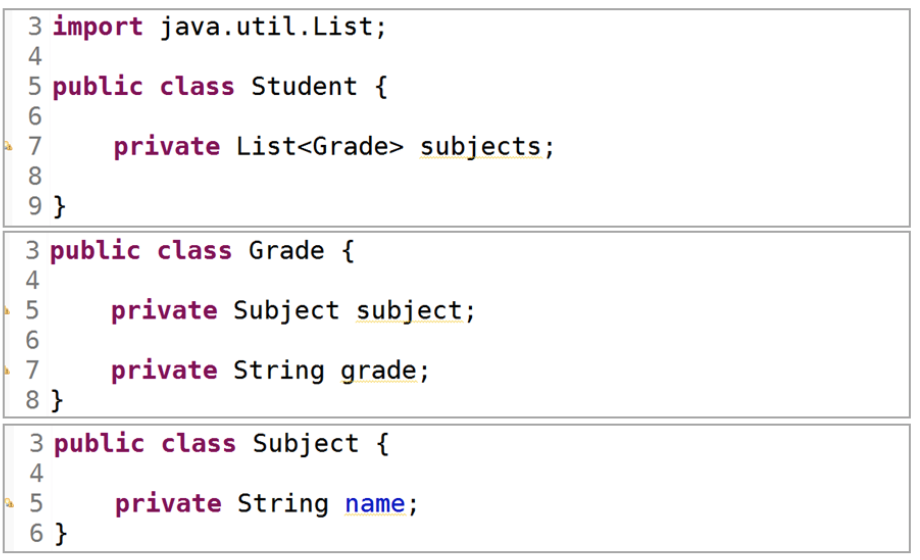 3 import java.util.List;
4
5 public class Student {
6
7 private List<Grade> subjects;
8
9 }
3 public class Grade {
4
5 private Subject subject;
6
7 private String grade;
8 }
3 public class Subject {
4
5 private String name;
6 }